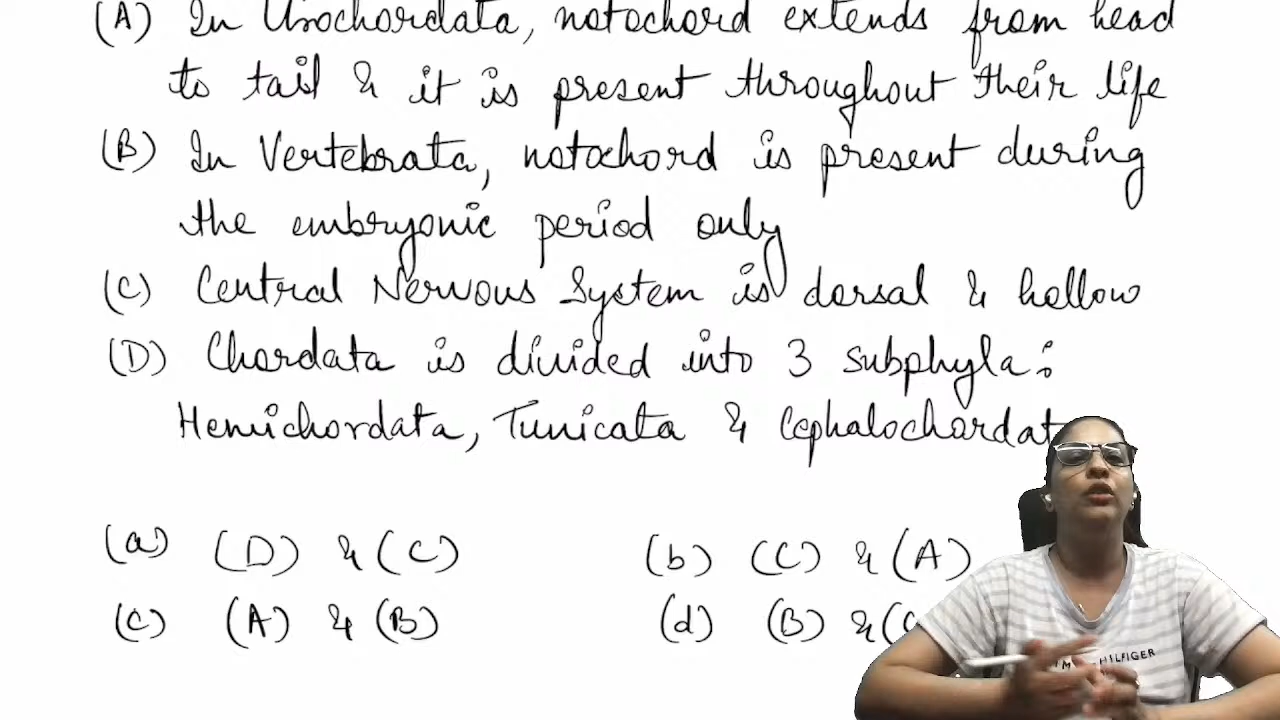 (A) In Urochordata, notochord extends from head
to tail & it is present throughout their life
(B) In Vertebrata, notochord is present during
the embryonic period only
(C) Central Nervous System is dorsal & hollow
(D) Chordata is divided into 3 subphyla:
Hemichordata, Tunicata & Cephalochordat
(a) (D) & (C)
(b) (C) & (A)
(c) (A) & (B)
(d) (B) & (
HILFIGER